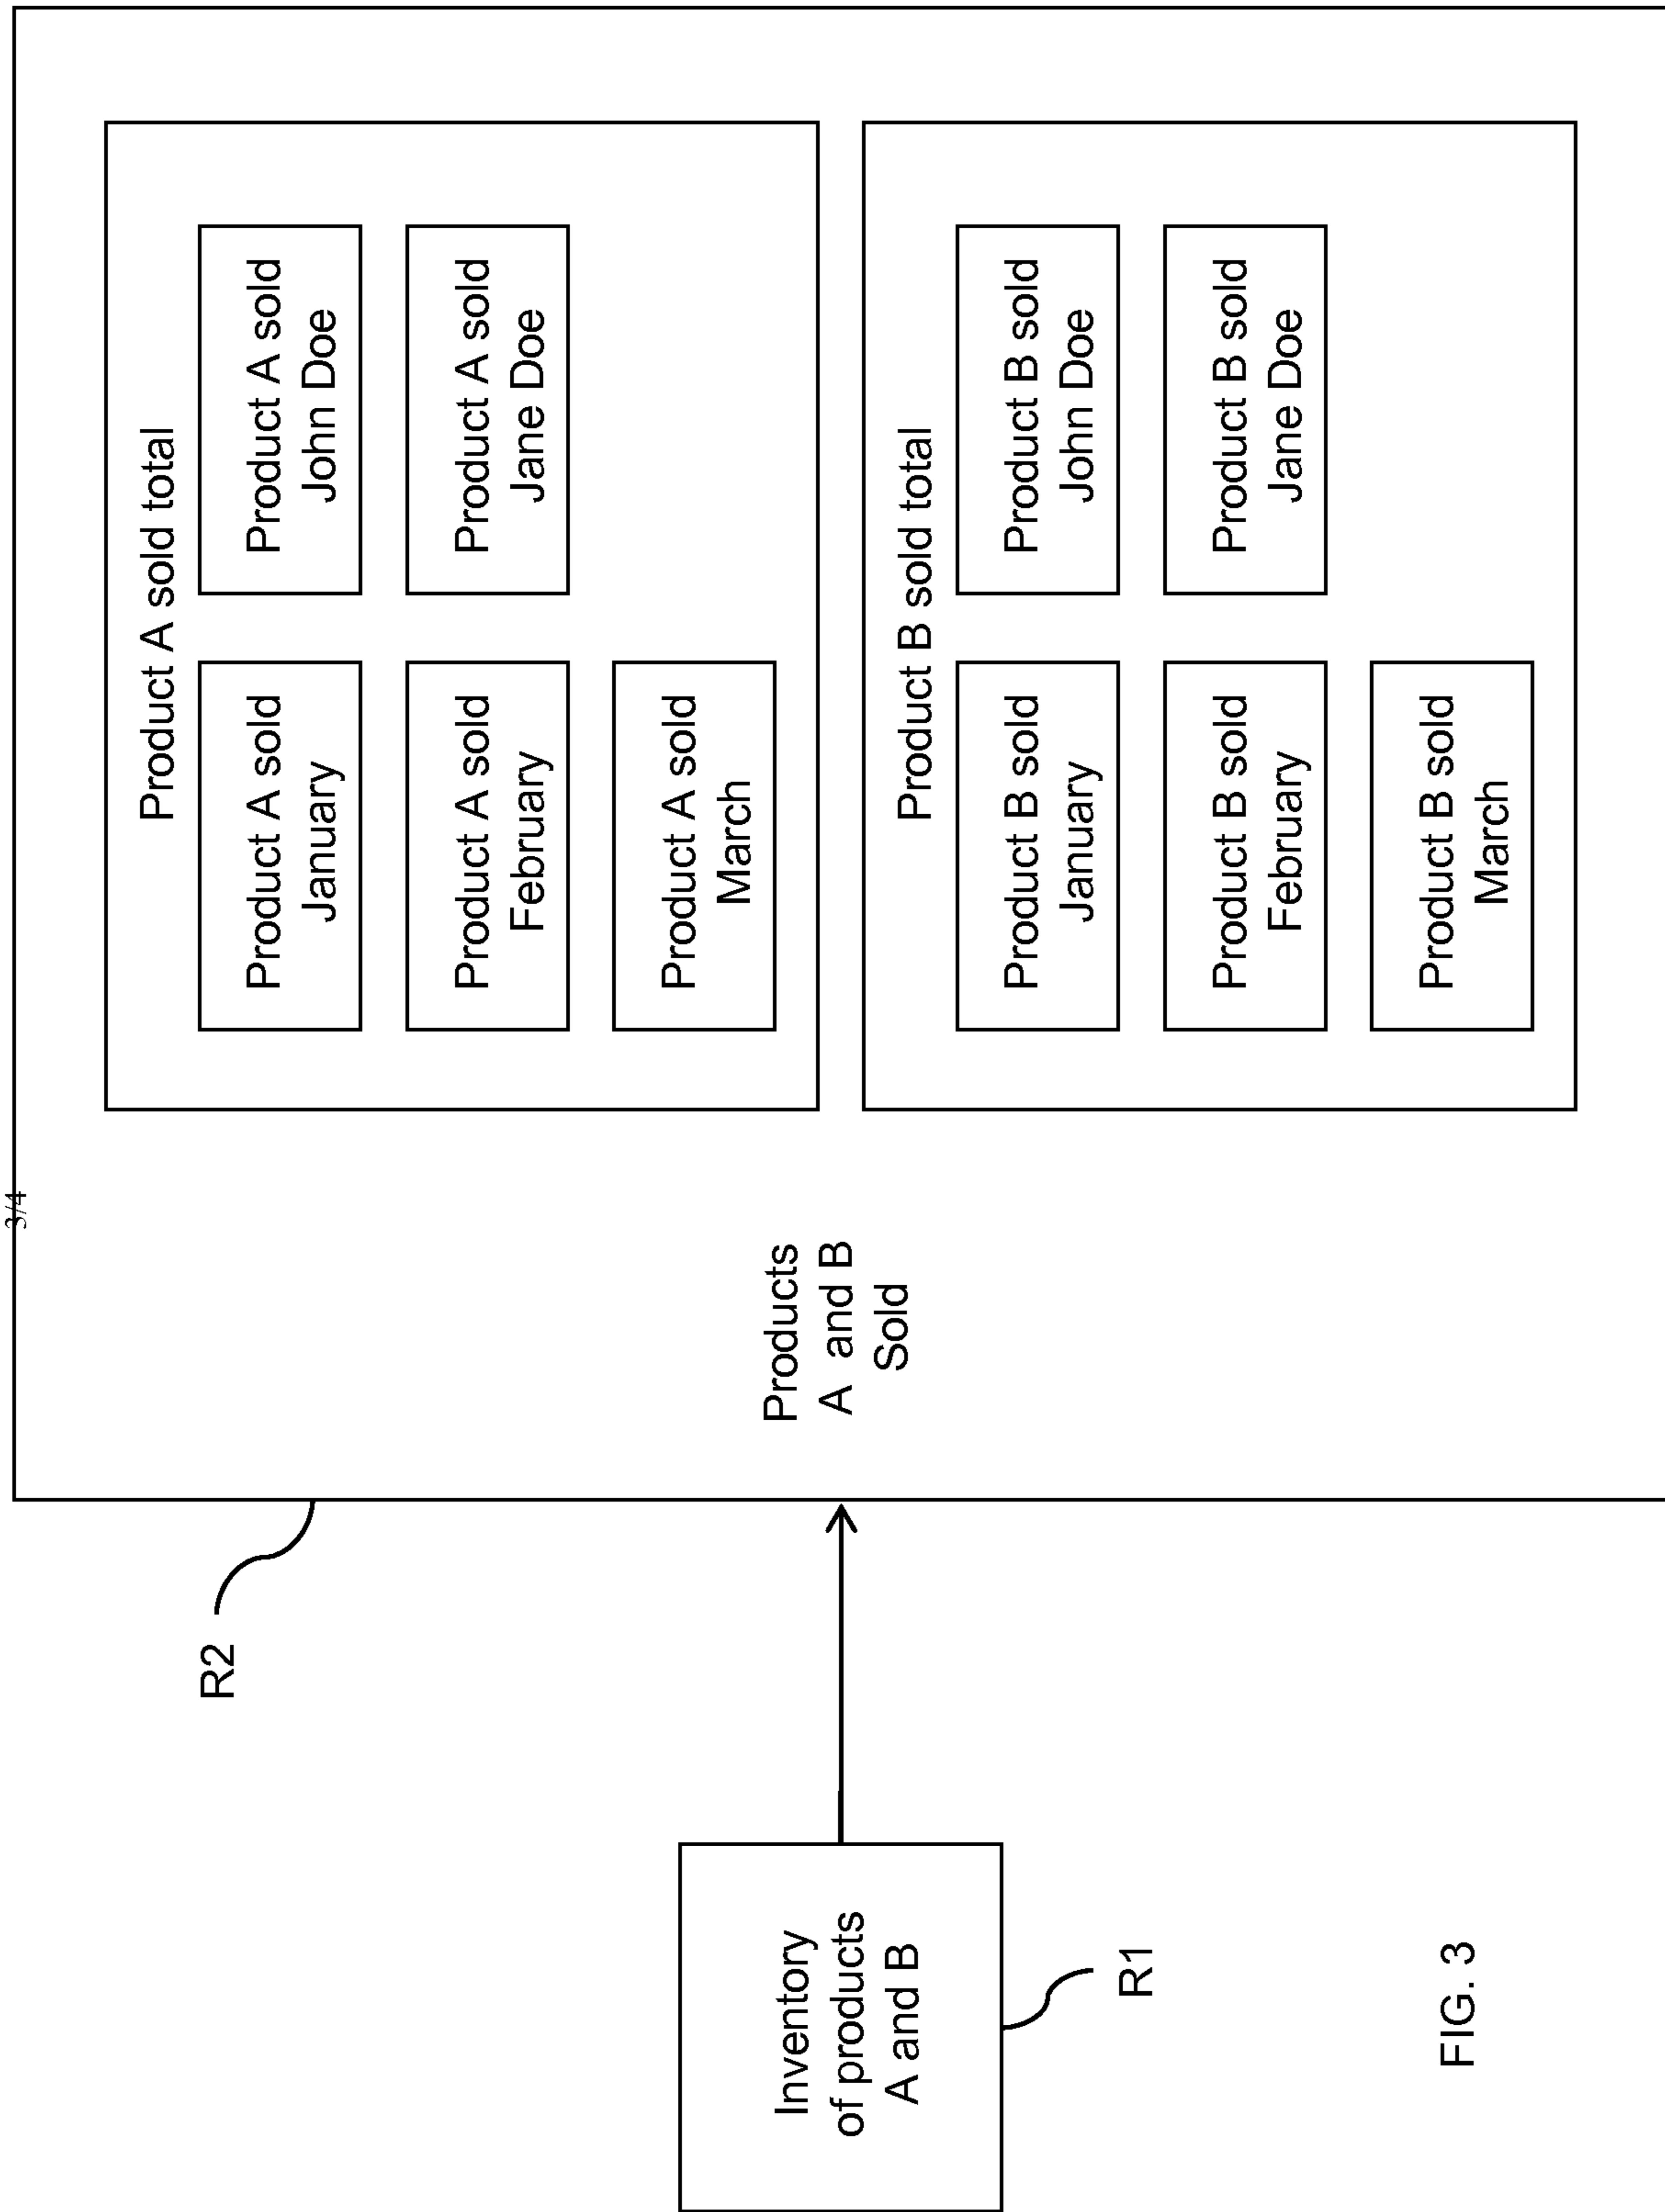 3/4
Inventory
of products
A and B
R1
R2
Products
A and B
Sold
Product A sold total
Product A sold
January
Product A sold
John Doe
Product A sold
February
Product A sold
Jane Doe
Product A sold
March
Product B sold total
Product B sold
January
Product B sold
John Doe
Product B sold
February
Product B sold
Jane Doe
Product B sold
March
FIG. 3